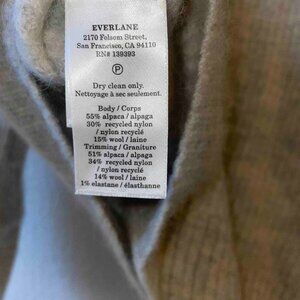 EVERLANE
2170 Folsom Street,
San Francisco, CA 94110
RN# 139393
P
Dry clean only.
Nettoyage à sec seulement.
Body / Corps
55% alpaca / alpaga
30% recycled nylon
/ nylon recyclé
15% wool / laine
Trimming / Graniture
51% alpaca / alpaga
34% recycled nylon
/ nylon recyclé
14% wool / laine
1% elastane / élasthanne